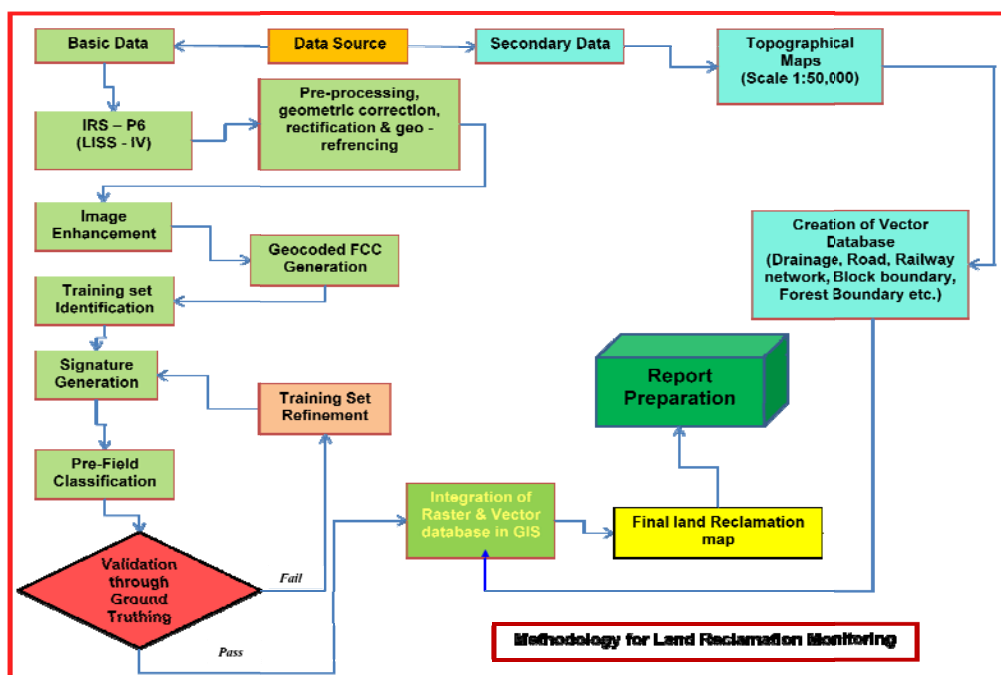 Basic Data
Data Source
Secondary Data
Topographical
Maps
(Scale 1:50,000)
IRS – P6
(LISS - IV)
Pre-processing,
geometric correction,
rectification & geo -
refrencing
Image
Enhancement
Geocoded FCC
Generation
Creation of Vector
Database
(Drainage, Road, Railway
network, Block boundary,
Forest Boundary etc.)
Training set
Identification
Signature
Generation
Training Set
Refinement
Report
Preparation
Pre-Field
Classification
Integration of
Raster & Vector
database in GIS
Final land Reclamation
map
Validation
through
Ground
Truthing
Fail
Pass
Methodology for Land Reclamation Monitoring